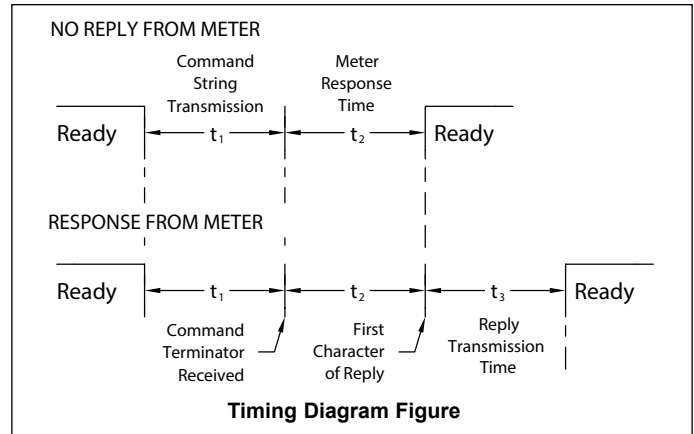 NO REPLY FROM METER
Command
String
Transmission
Meter
Response
Time
Ready
t₁
t₂
Ready
RESPONSE FROM METER
Ready
t₁
t₂
t₃
Ready
Command
Terminator
Received
First
Character
of Reply
Reply
Transmission
Time
Timing Diagram Figure